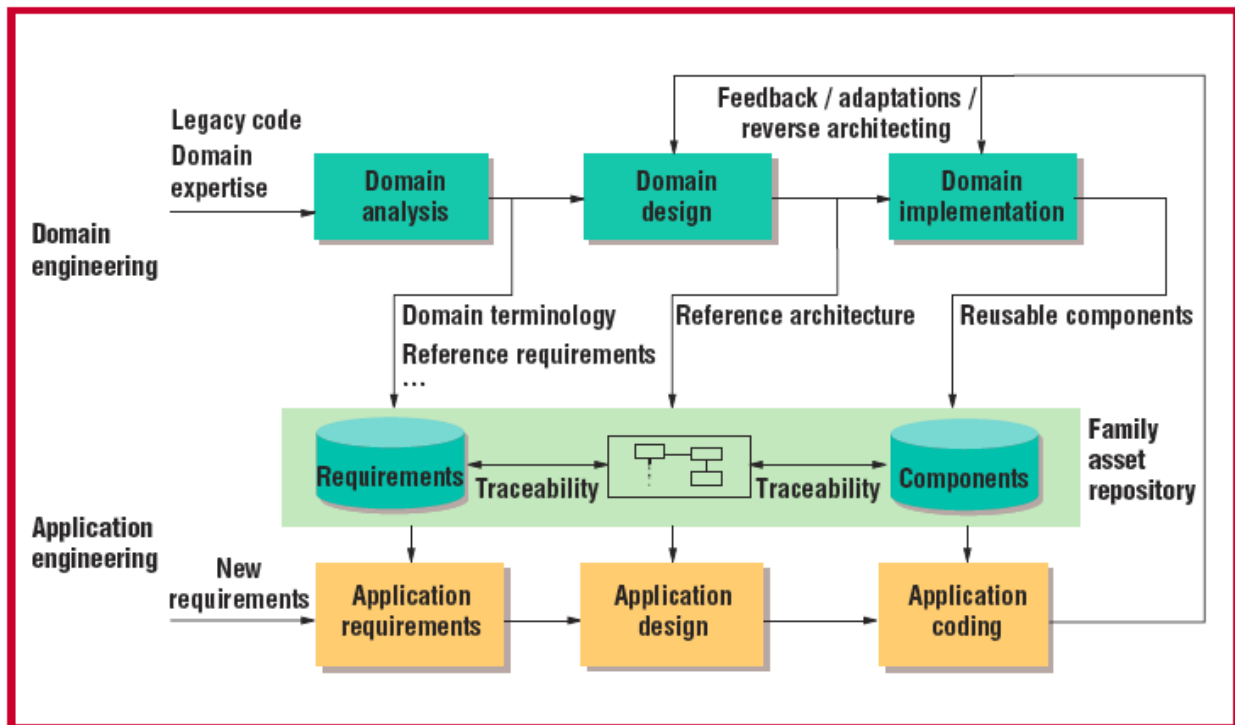 Feedback / adaptations /
reverse architecting
Legacy code
Domain
expertise
Domain
analysis
Domain
design
Domain
implementation
Domain
engineering
Domain terminology
Reference requirements
...
Reference architecture
Reusable components
Requirements
Traceability
Traceability
Components
Family
asset
repository
Application
engineering
New
requirements
Application
requirements
Application
design
Application
coding